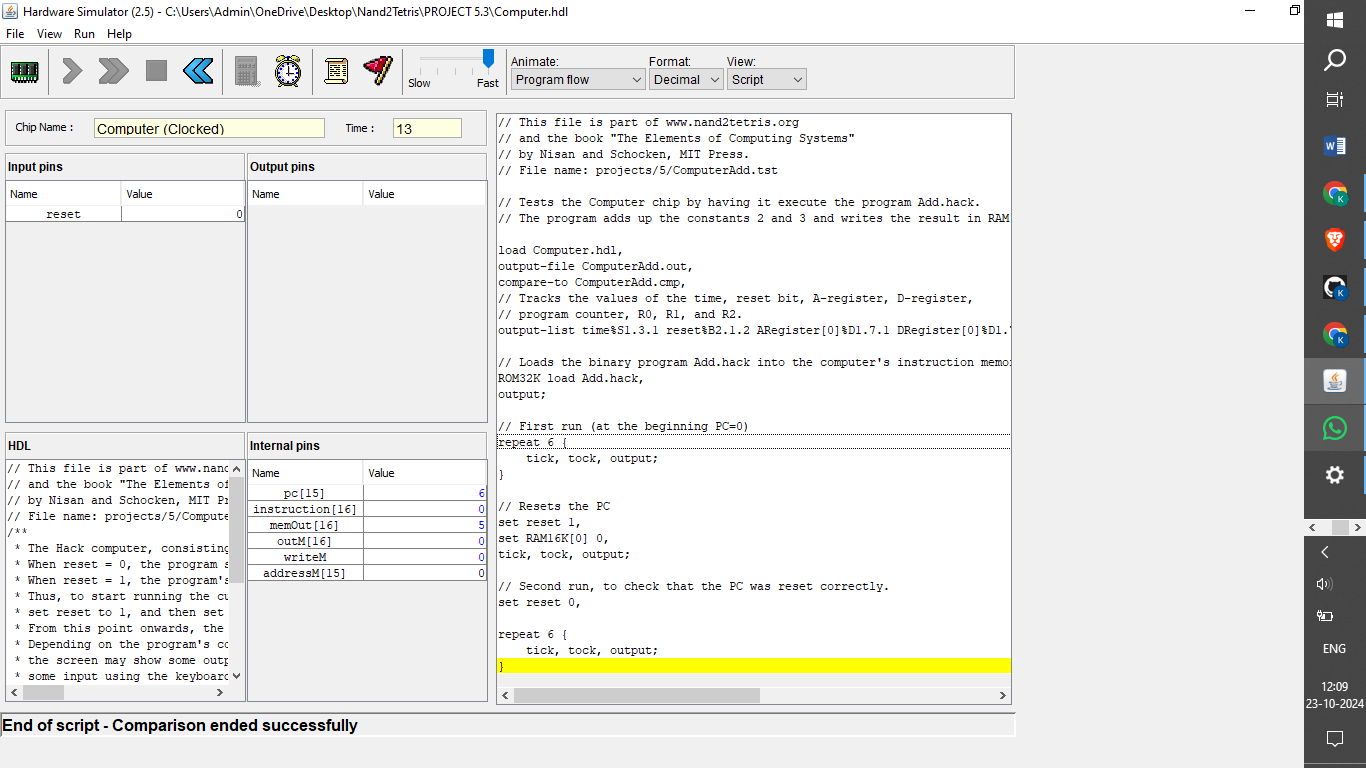 Hardware Simulator (2.5) - C:\Users\Admin\OneDrive\Desktop\Nand2Tetris\PROJECT 5.3\Computer.hdl
File View Run Help
Slow Fast
Animate: Format: View:
Program flow Decimal Script
Chip Name : Computer (Clocked) Time : 13
Input pins
Name Value
reset 0
Output pins
Name Value
HDL
// This file is part of www.nand
// and the book "The Elements of
// by Nisan and Schocken, MIT Pr
// File name: projects/5/Compute
/**
* The Hack computer, consisting
* When reset = 0, the program s
* When reset = 1, the program's
* Thus, to start running the cu
* set reset to 1, and then set
* From this point onwards, the
* Depending on the program's co
* the screen may show some outp
* some input using the keyboard
Internal pins
Name Value
pc[15] 6
instruction[16] 0
memOut[16] 5
outM[16] 0
writeM 0
addressM[15] 0
// This file is part of www.nand2tetris.org
// and the book "The Elements of Computing Systems"
// by Nisan and Schocken, MIT Press.
// File name: projects/5/ComputerAdd.tst
// Tests the Computer chip by having it execute the program Add.hack.
// The program adds up the constants 2 and 3 and writes the result in RAM
load Computer.hdl,
output-file ComputerAdd.out,
compare-to ComputerAdd.cmp,
// Tracks the values of the time, reset bit, A-register, D-register,
// program counter, R0, R1, and R2.
output-list time%S1.3.1 reset%B2.1.2 ARegister[0]%D1.7.1 DRegister[0]%D1.
// Loads the binary program Add.hack into the computer's instruction memo
ROM32K load Add.hack,
output;
// First run (at the beginning PC=0)
repeat 6 {
tick, tock, output;
}
// Resets the PC
set reset 1,
set RAM16K[0] 0,
tick, tock, output;
// Second run, to check that the PC was reset correctly.
set reset 0,
repeat 6 {
tick, tock, output;
}
End of script - Comparison ended successfully
ENG
12:09
23-10-2024